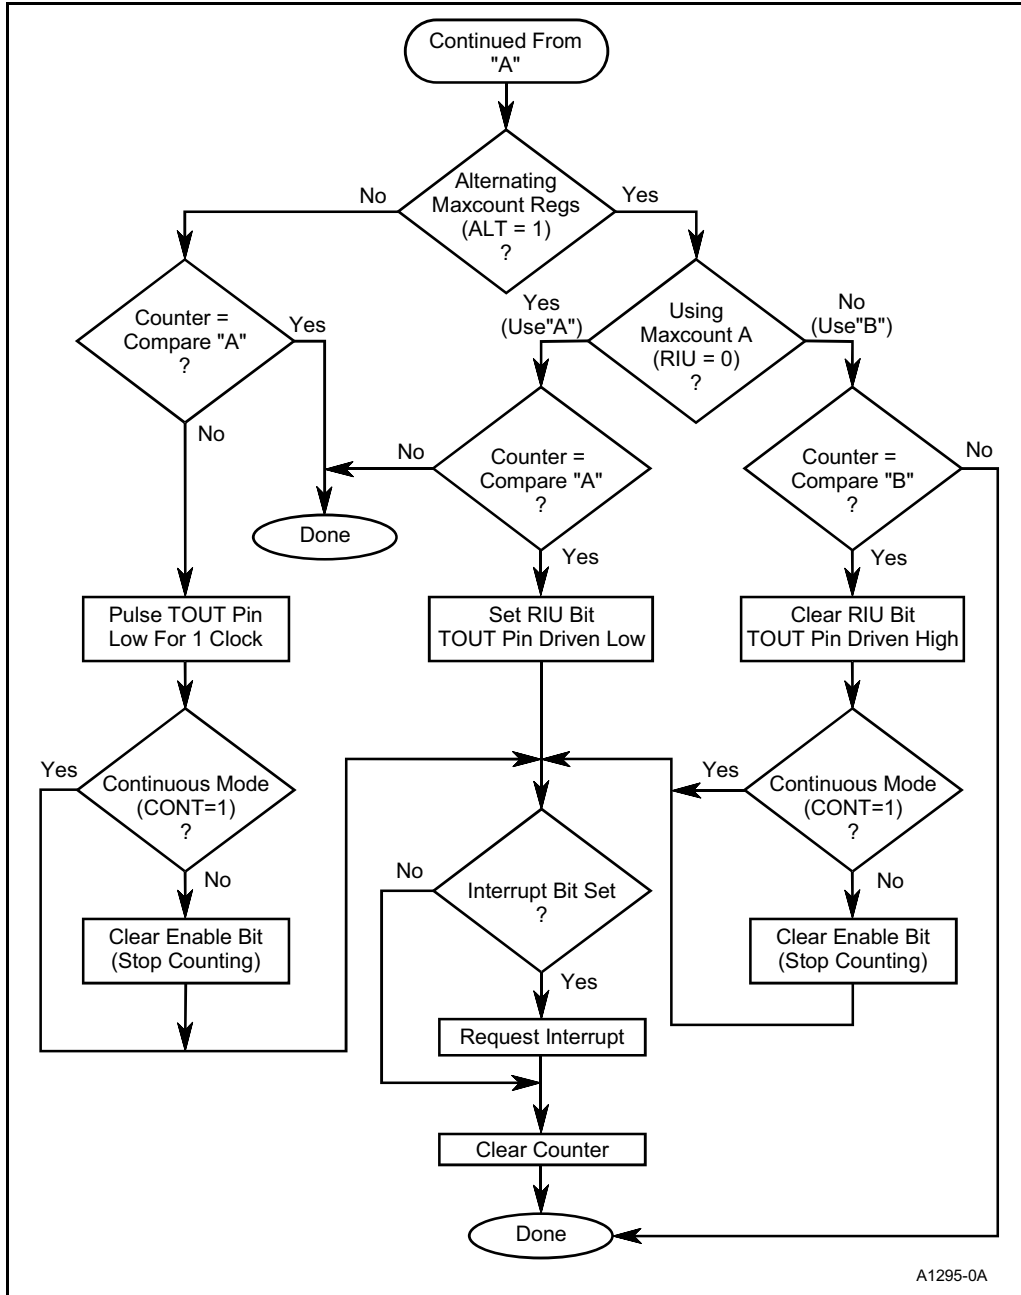 Continued From
"A"
Alternating
Maxcount Regs
(ALT = 1)
?
No
Yes
Counter =
Compare "A"
?
Yes
No
Using
Maxcount A
(RIU = 0)
?
Yes
(Use"A")
No
(Use"B")
Counter =
Compare "A"
?
No
Yes
Counter =
Compare "B"
?
No
Yes
Done
Pulse TOUT Pin
Low For 1 Clock
Set RIU Bit
TOUT Pin Driven Low
Clear RIU Bit
TOUT Pin Driven High
Continuous Mode
(CONT=1)
?
Yes
No
Continuous Mode
(CONT=1)
?
Yes
No
Interrupt Bit Set
?
No
Yes
Clear Enable Bit
(Stop Counting)
Clear Enable Bit
(Stop Counting)
Request Interrupt
Clear Counter
Done
A1295-0A